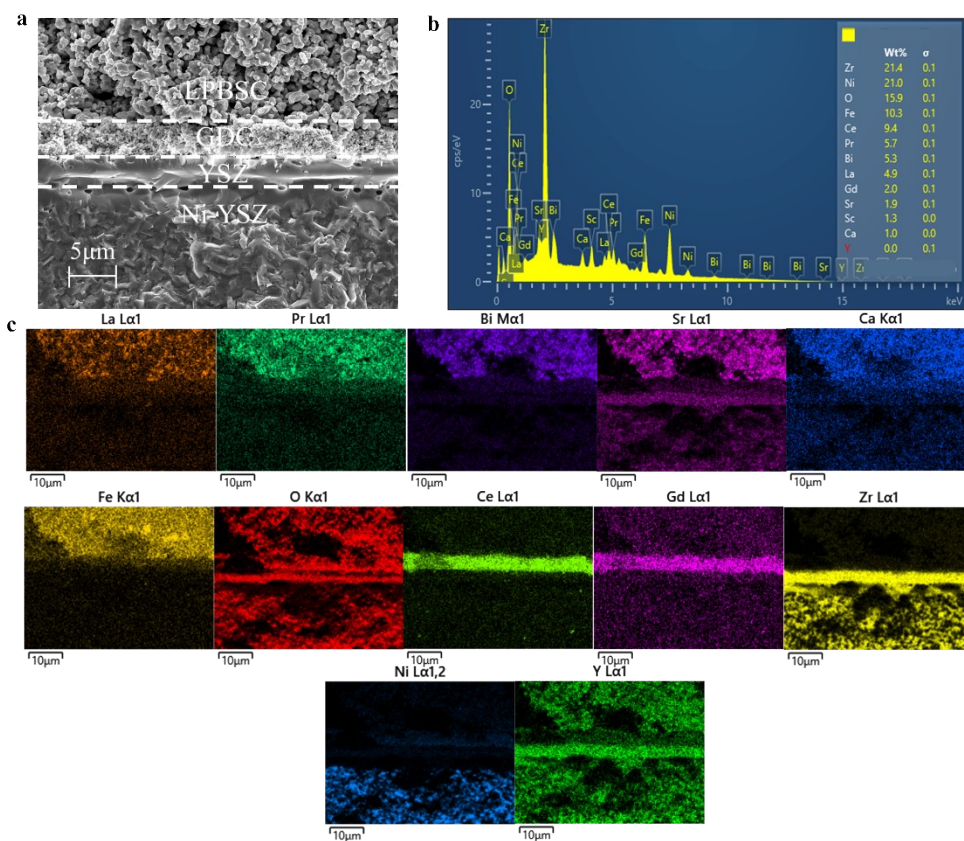 a
LPBSC
GDC
YSZ
Ni-YSZ
5μm
b
cps/eV
20
10
0
0
5
10
15
keV
Zr
O
Ni
Ce
Fe
Pr
Sr
Bi
Y
Ca
Gd
La
Ca
Sc
Ce
Pr
La
Gd
Fe
Ni
Ni
Bi
Bi
Bi
Bi
Sr
Y
Zr
Wt% σ
Zr 21.4 0.1
Ni 21.0 0.1
O 15.9 0.1
Fe 10.3 0.1
Ce 9.4 0.1
Pr 5.7 0.1
Bi 5.3 0.1
La 4.9 0.1
Gd 2.0 0.1
Sr 1.9 0.1
Sc 1.3 0.0
Ca 1.0 0.0
Y 0.0 0.1
c
La Lα1 Pr Lα1 Bi Mα1 Sr Lα1 Ca Kα1
10μm 10μm 10μm 10μm 10μm
Fe Kα1 O Kα1 Ce Lα1 Gd Lα1 Zr Lα1
10μm 10μm 10μm 10μm 10μm
Ni Lα1,2 Y Lα1
10μm 10μm